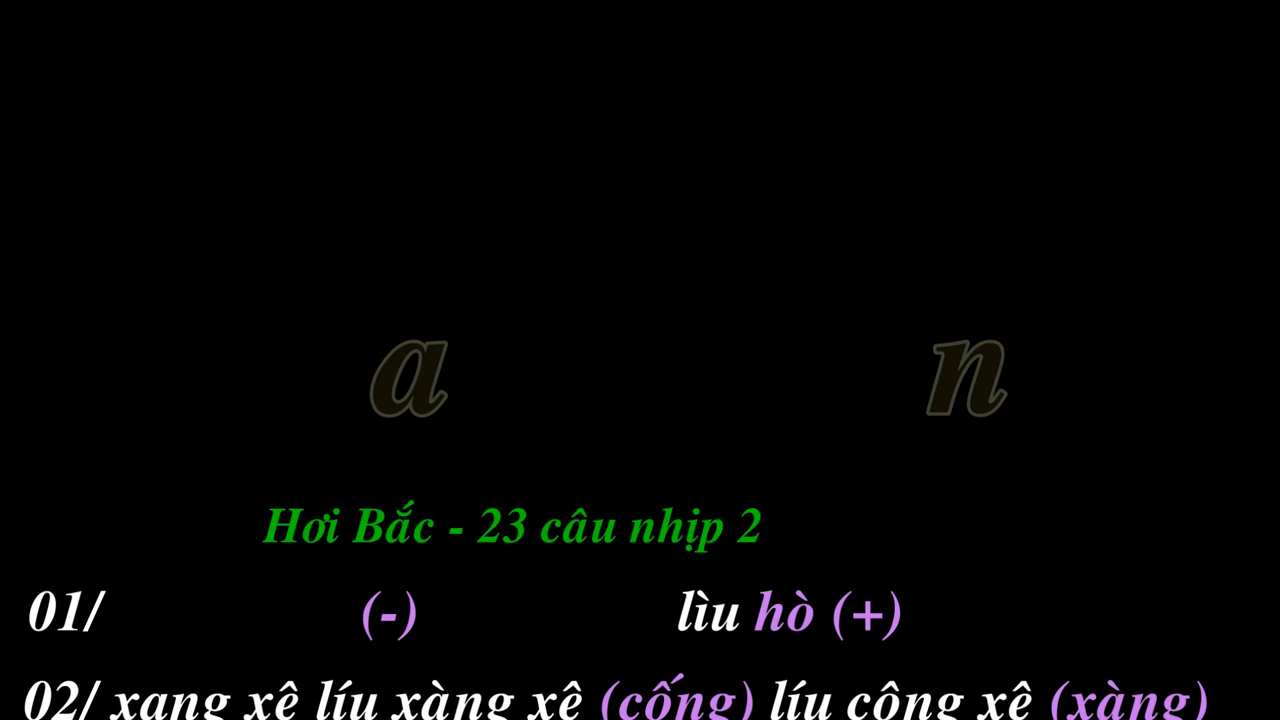 a n
Hơi Bắc - 23 câu nhịp 2
01/ (-) lìu hò (+)
02/ xang xê líu xàng xê (cống) líu công xê (xàng)